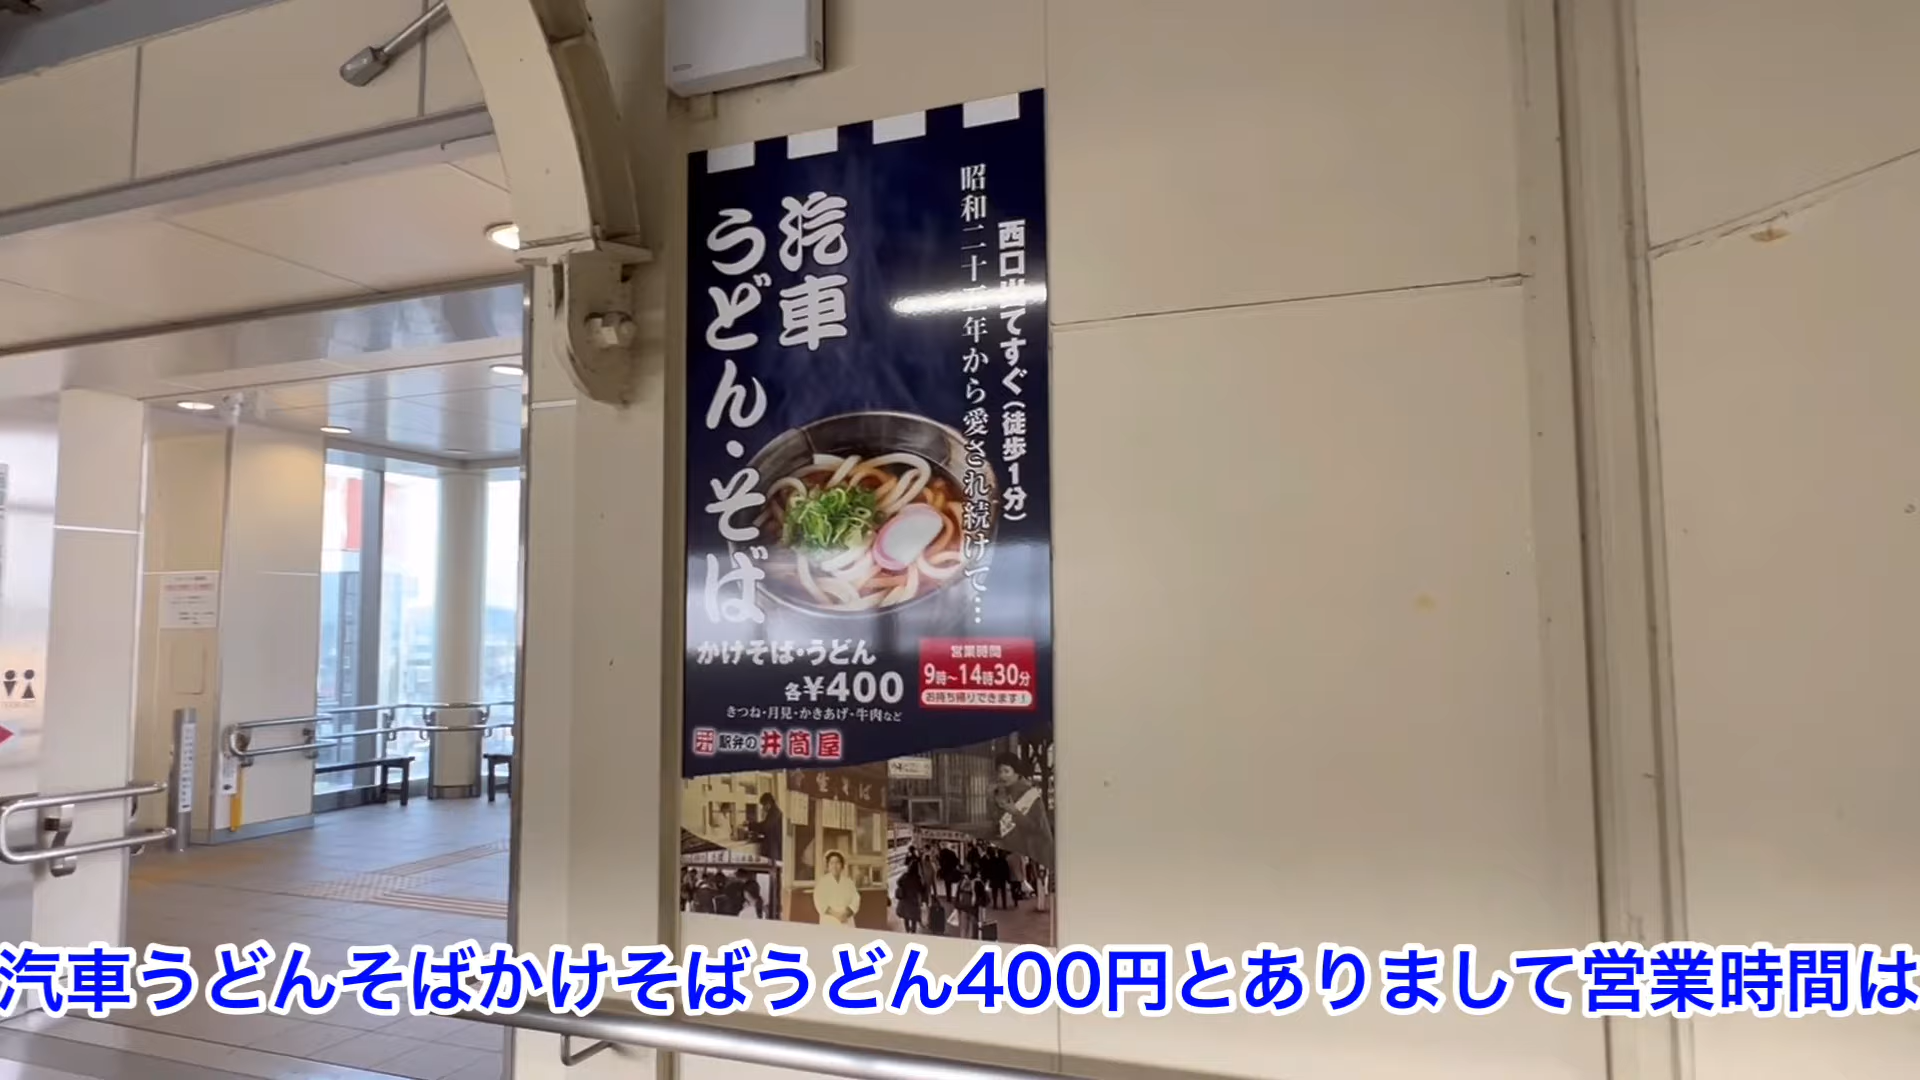 西口出てすぐ（徒歩1分）
昭和二十五年から愛され続けて…
汽車
うどん・そば
かけそば・うどん
各¥400
きつね・月見・かきあげ・牛肉など
駅弁の井筒屋
営業時間
9時～14時30分
お持ち帰りできます！
汽車うどんそばかけそばうどん400円とありまして営業時間は